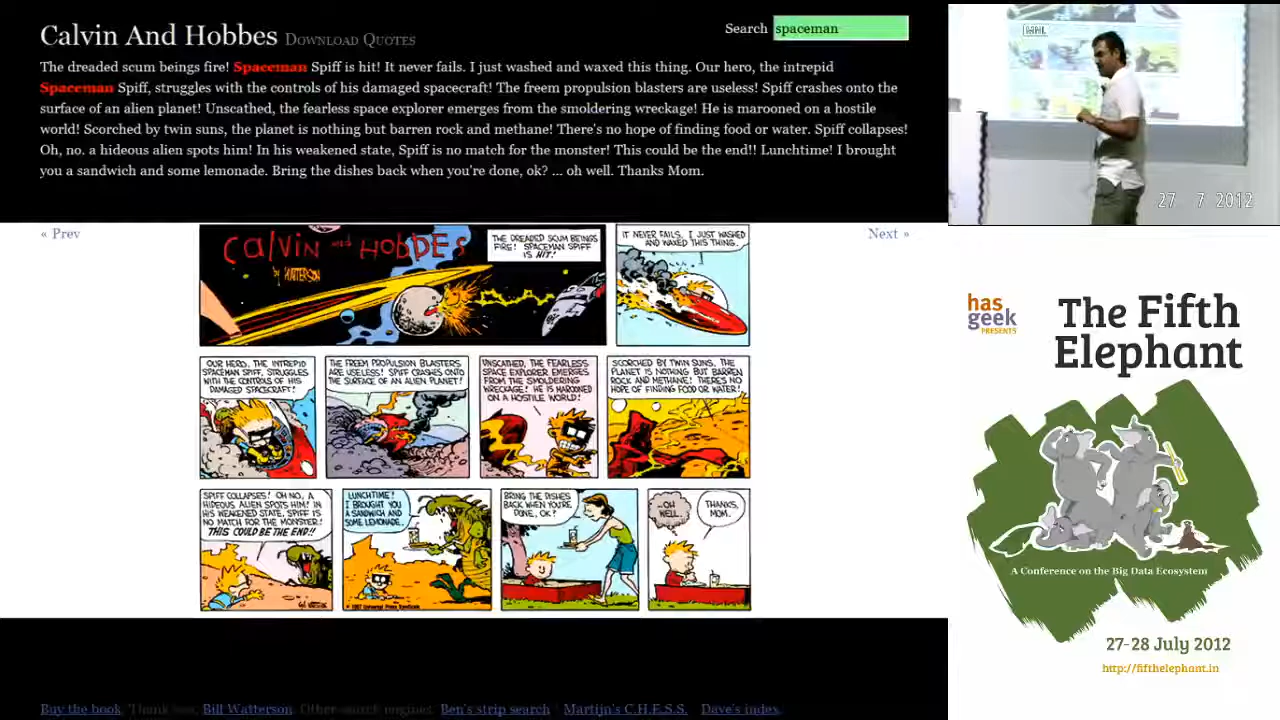 Calvin And Hobbes Download Quotes
Search spaceman
The dreaded scum beings fire! Spaceman Spiff is hit! It never fails. I just washed and waxed this thing. Our hero, the intrepid
Spaceman Spiff, struggles with the controls of his damaged spacecraft! The freem propulsion blasters are useless! Spiff crashes onto the
surface of an alien planet! Unscathed, the fearless space explorer emerges from the smoldering wreckage! He is marooned on a hostile
world! Scorched by twin suns, the planet is nothing but barren rock and methane! There's no hope of finding food or water. Spiff collapses!
Oh, no. a hideous alien spots him! In his weakened state, Spiff is no match for the monster! This could be the end!! Lunchtime! I brought
you a sandwich and some lemonade. Bring the dishes back when you're done, ok? ... oh well. Thanks Mom.
« Prev
Next »
Calvin and Hobbes
by Watterson
THE DREADED SCUM BEINGS
FIRE! SPACEMAN SPIFF
IS HIT!
IT NEVER FAILS. I JUST WASHED
AND WAXED THIS THING.
OUR HERO, THE INTREPID
SPACEMAN SPIFF, STRUGGLES
WITH THE CONTROLS OF HIS
DAMAGED SPACECRAFT!
THE FREEM PROPULSION BLASTERS
ARE USELESS! SPIFF CRASHES ONTO
THE SURFACE OF AN ALIEN PLANET!
UNSCATHED, THE FEARLESS
SPACE EXPLORER EMERGES
FROM THE SMOLDERING
WRECKAGE! HE IS MAROONED
ON A HOSTILE WORLD!
SCORCHED BY TWIN SUNS, THE
PLANET IS NOTHING BUT BARREN
ROCK AND METHANE! THERE'S NO
HOPE OF FINDING FOOD OR WATER!
SPIFF COLLAPSES! OH NO, A
HIDEOUS ALIEN SPOTS HIM! IN
HIS WEAKENED STATE, SPIFF IS
NO MATCH FOR THE MONSTER!
THIS COULD BE THE END!!
LUNCHTIME!
I BROUGHT YOU
A SANDWICH AND
SOME LEMONADE.
BRING THE DISHES
BACK WHEN YOU'RE
DONE, OK?
...OH
WELL.
THANKS,
MOM.
Buy the book. Thank you, Bill Watterson. Other search engines: Ben's strip search | Martijn's C.H.E.S.S. Dave's index.
27 7 2012
has
geek
PRESENTS
The Fifth
Elephant
A Conference on the Big Data Ecosystem
27-28 July 2012
http://fifthelephant.in